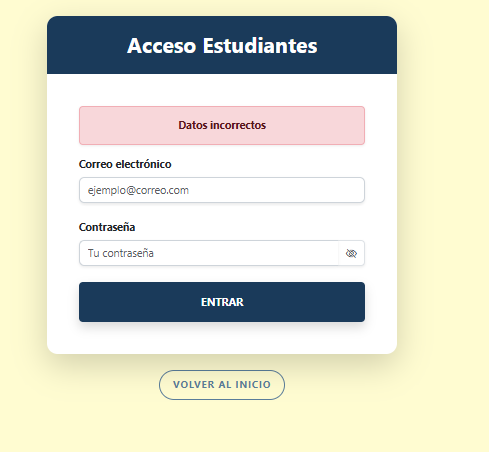 Acceso Estudiantes
Datos incorrectos
Correo electrónico
ejemplo@correo.com
Contraseña
Tu contraseña
ENTRAR
VOLVER AL INICIO